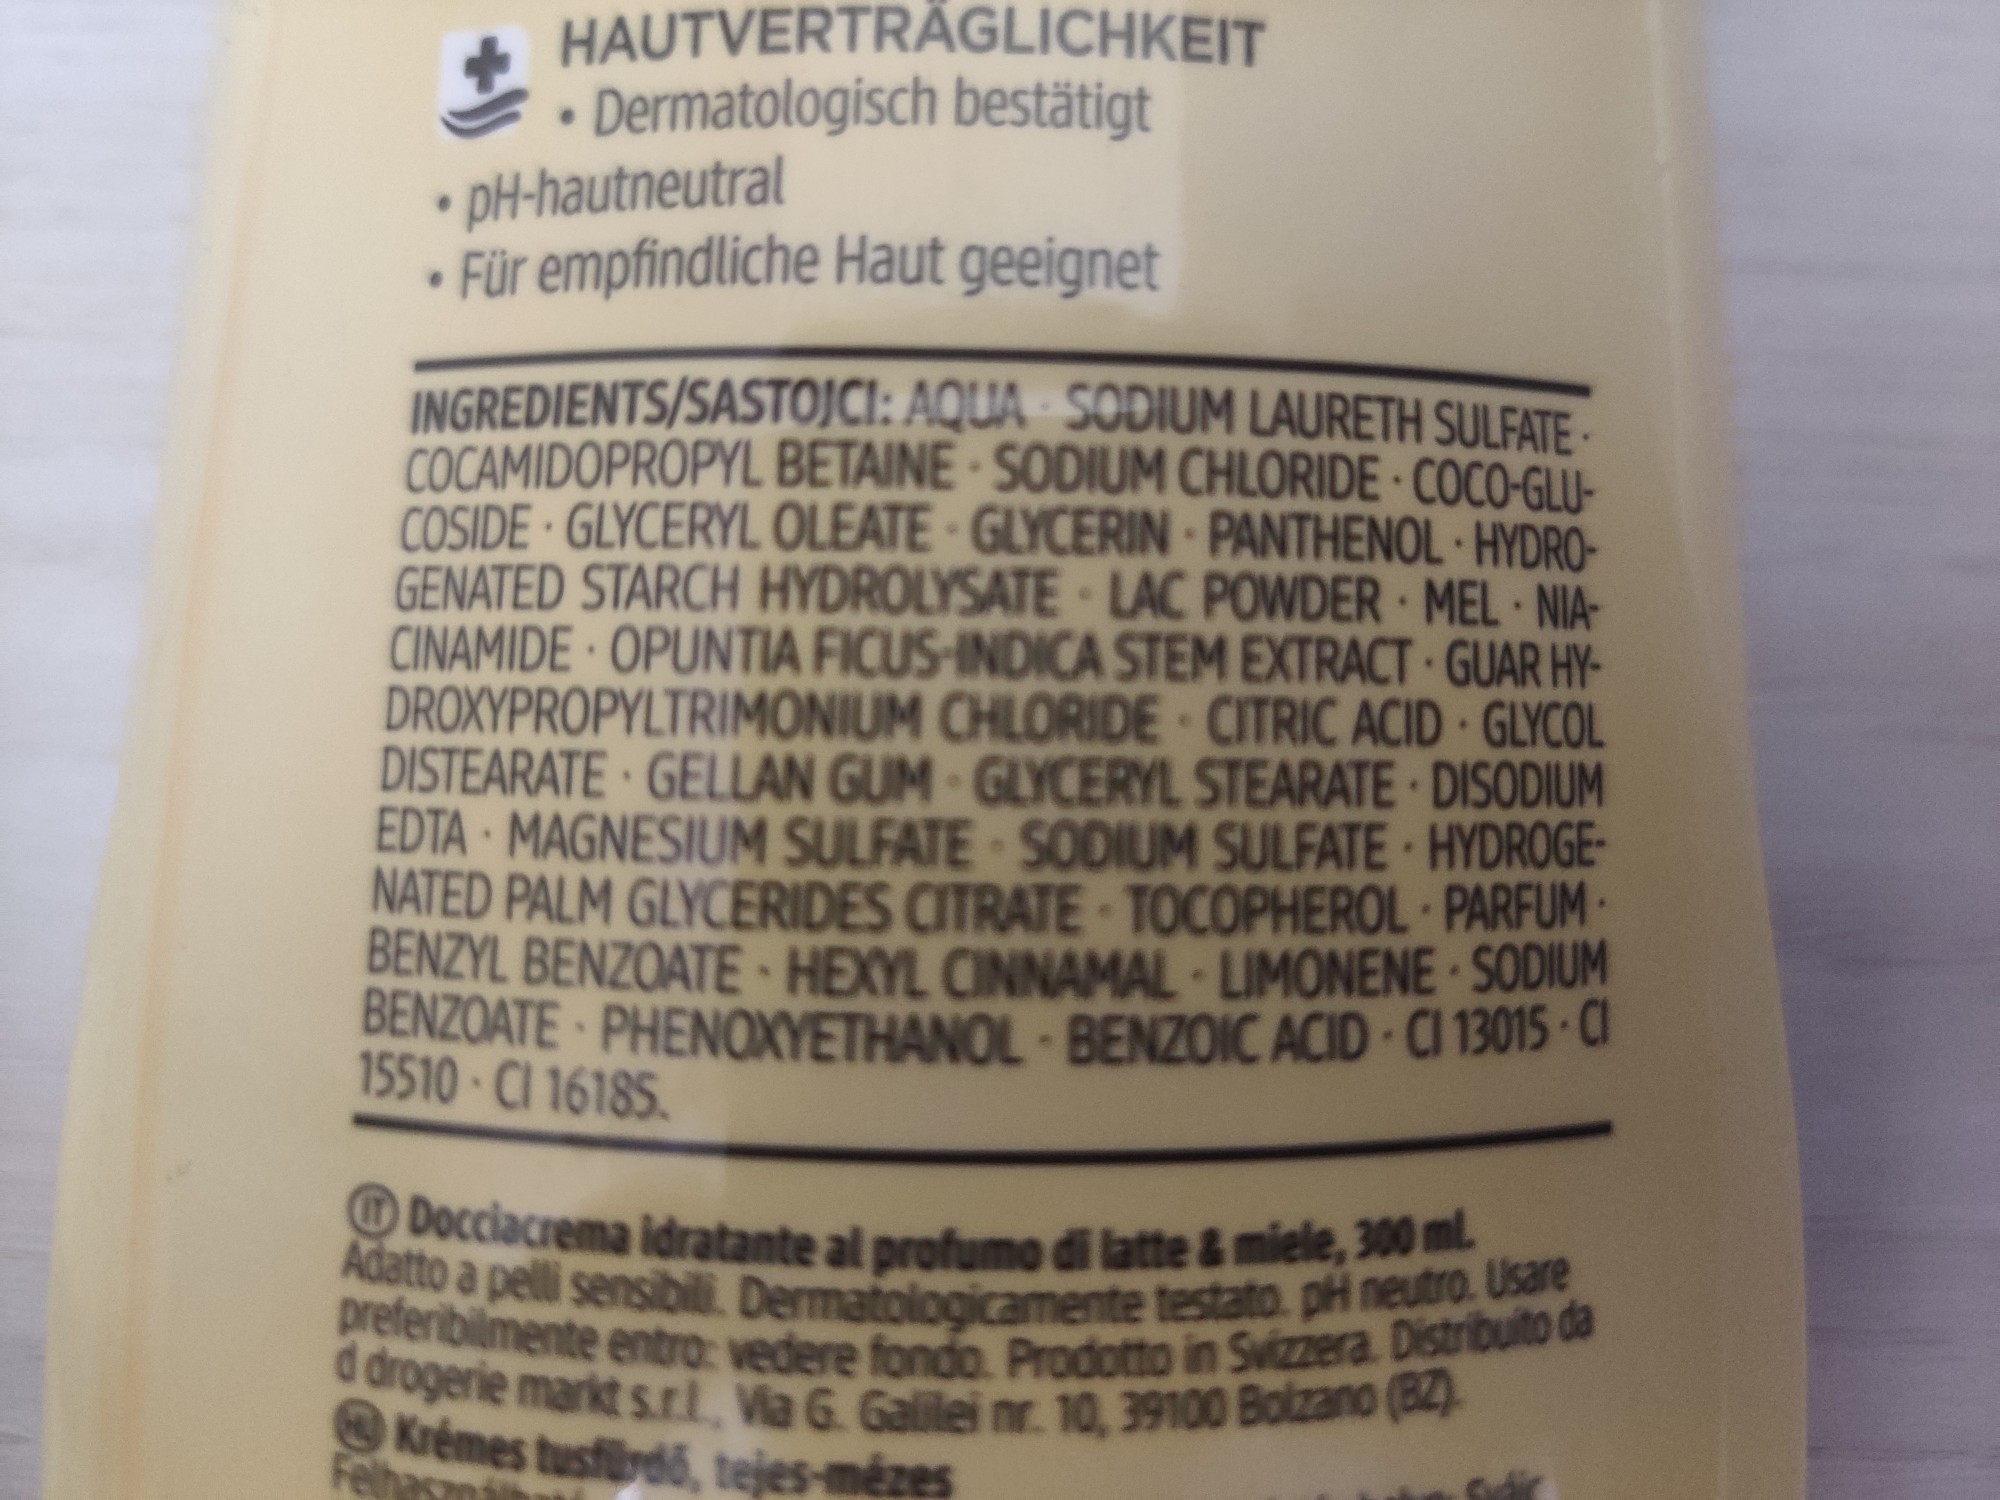 HAUTVERTRÄGLICHKEIT
• Dermatologisch bestätigt
• pH-hautneutral
• Für empfindliche Haut geeignet
INGREDIENTS/SASTOJCI: AQUA · SODIUM LAURETH SULFATE ·
COCAMIDOPROPYL BETAINE · SODIUM CHLORIDE · COCO-GLU-
COSIDE · GLYCERYL OLEATE · GLYCERIN · PANTHENOL · HYDRO-
GENATED STARCH HYDROLYSATE · LAC POWDER · MEL · NIA-
CINAMIDE · OPUNTIA FICUS-INDICA STEM EXTRACT · GUAR HY-
DROXYPROPYLTRIMONIUM CHLORIDE · CITRIC ACID · GLYCOL
DISTEARATE · GELLAN GUM · GLYCERYL STEARATE · DISODIUM
EDTA · MAGNESIUM SULFATE · SODIUM SULFATE · HYDROGE-
NATED PALM GLYCERIDES CITRATE · TOCOPHEROL · PARFUM ·
BENZYL BENZOATE · HEXYL CINNAMAL · LIMONENE · SODIUM
BENZOATE · PHENOXYETHANOL · BENZOIC ACID · CI 13015 · CI
15510 · CI 16185.
IT Docciacrema idratante al profumo di latte & miele, 300 ml.
Adatto a pelli sensibili. Dermatologicamente testato. pH neutro. Usare
preferibilmente entro: vedere fondo. Prodotto in Svizzera. Distribuito da
d drogerie markt s.r.l., Via G. Galilei nr. 10, 39100 Bolzano (BZ).
HU Krémes tusfürdő, tejes-mézes